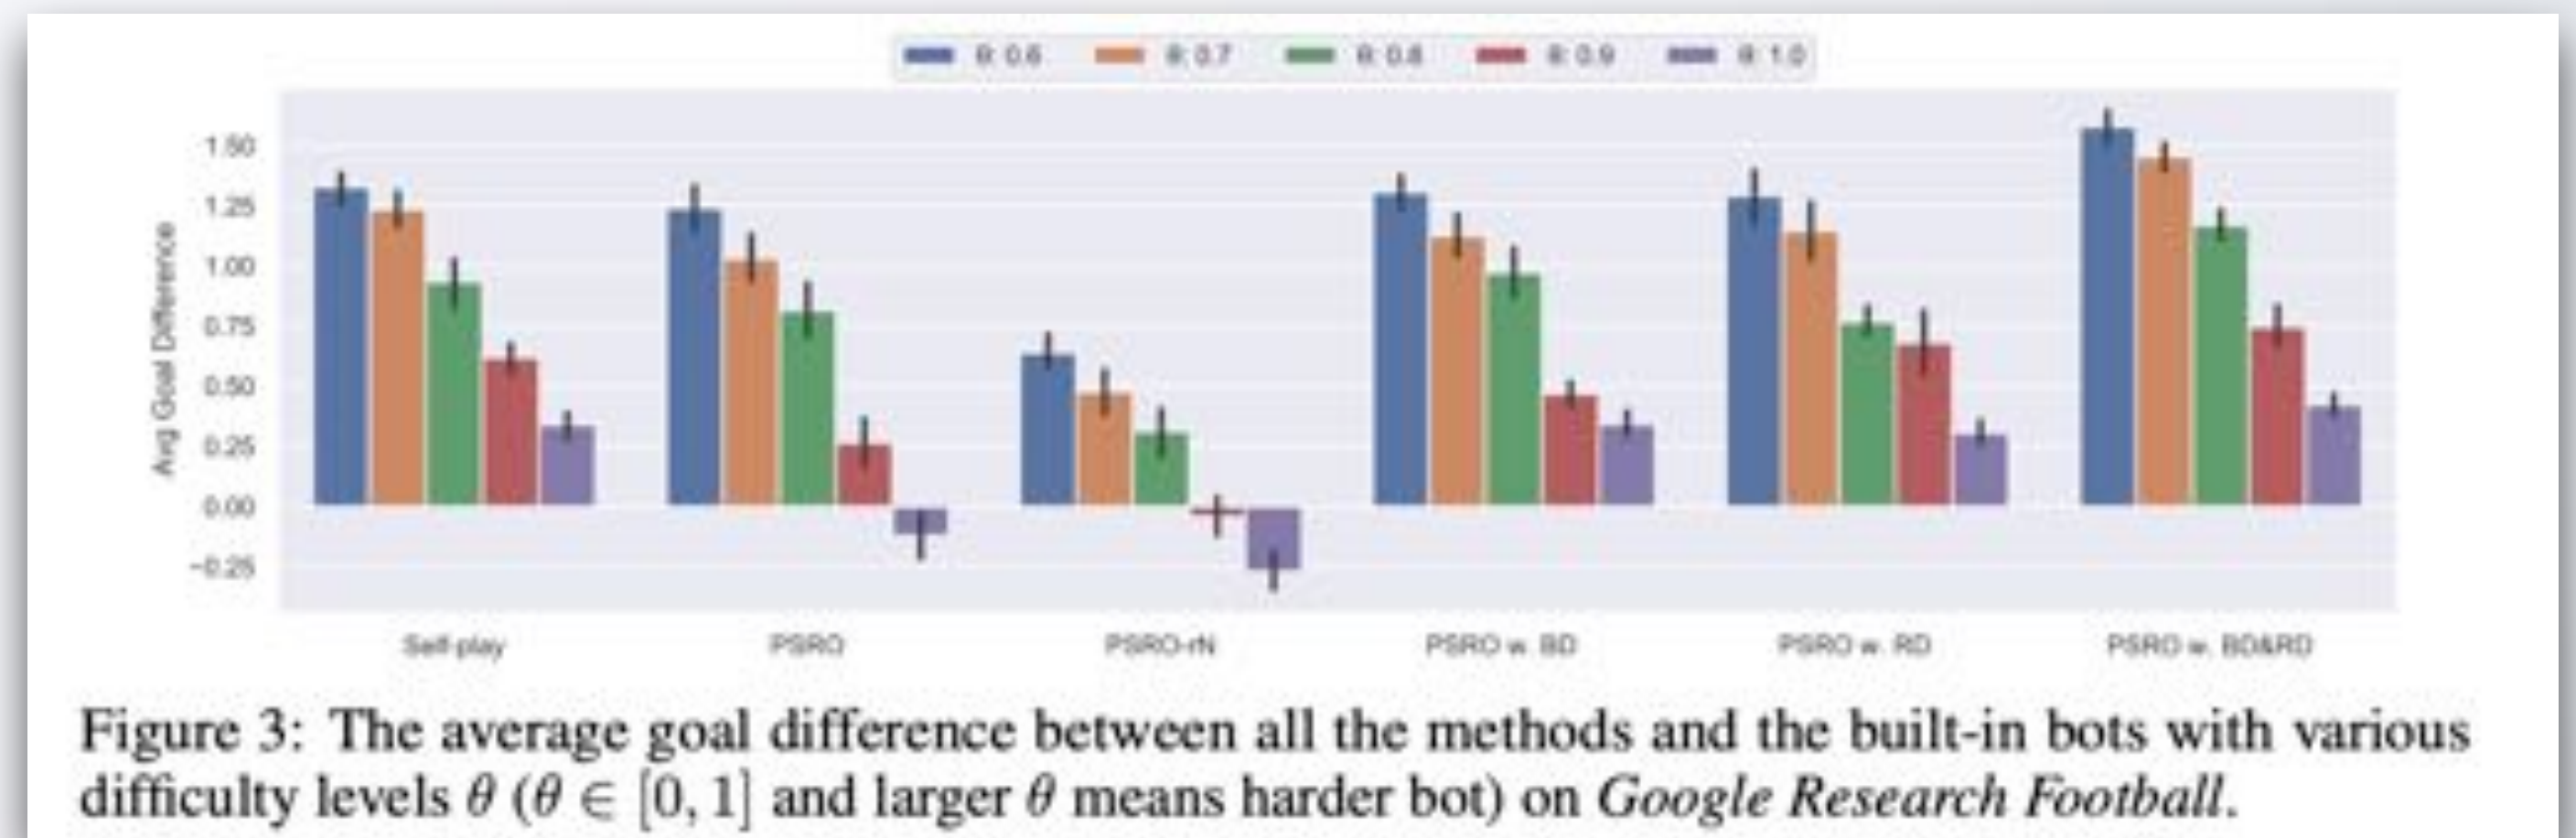 θ: 0.6 θ: 0.7 θ: 0.8 θ: 0.9 θ: 1.0
1.50
1.25
1.00
0.75
0.50
0.25
0.00
−0.25
Avg Goal Difference
Self-play PSRO PSRO-rN PSRO w. BD PSRO w. RD PSRO w. BD&RD
Figure 3: The average goal difference between all the methods and the built-in bots with various
difficulty levels θ (θ ∈ [0, 1] and larger θ means harder bot) on Google Research Football.